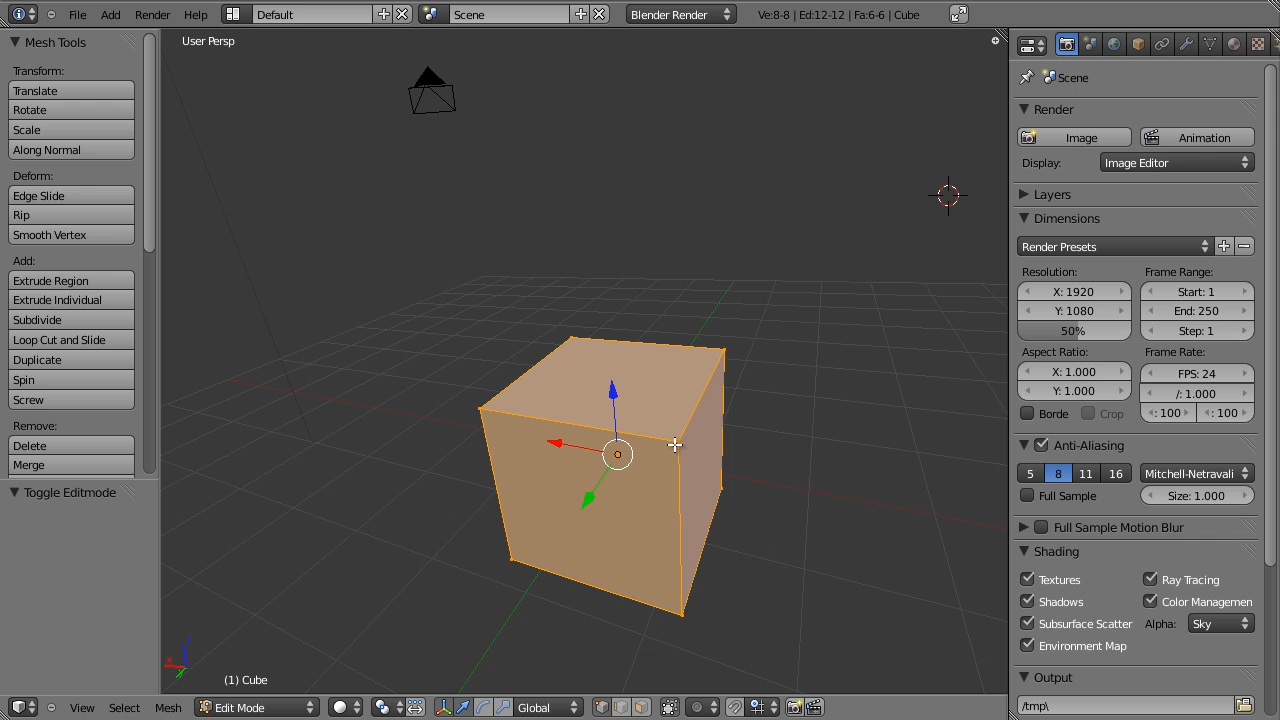 File Add Render Help Default Scene Blender Render Ve:8-8 | Ed:12-12 | Fa:6-6 | Cube
Mesh Tools
Transform:
Translate
Rotate
Scale
Along Normal
Deform:
Edge Slide
Rip
Smooth Vertex
Add:
Extrude Region
Extrude Individual
Subdivide
Loop Cut and Slide
Duplicate
Spin
Screw
Remove:
Delete
Merge
Toggle Editmode
User Persp
(1) Cube
View Select Mesh Edit Mode Global
Scene
Render
Image Animation
Display: Image Editor
Layers
Dimensions
Render Presets
Resolution: Frame Range:
X: 1920 Start: 1
Y: 1080 End: 250
50% Step: 1
Aspect Ratio: Frame Rate:
X: 1.000 FPS: 24
Y: 1.000 /: 1.000
Borde Crop : 100 : 100
Anti-Aliasing
5 8 11 16 Mitchell-Netravali
Full Sample Size: 1.000
Full Sample Motion Blur
Shading
Textures Ray Tracing
Shadows Color Managemen
Subsurface Scatter Alpha: Sky
Environment Map
Output
/tmp\